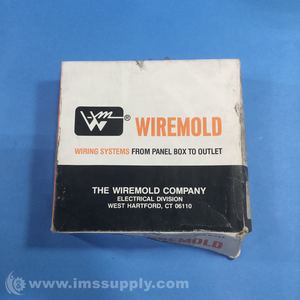 WIREMOLD
WIRING SYSTEMS FROM PANEL BOX TO OUTLET
THE WIREMOLD COMPANY
ELECTRICAL DIVISION
WEST HARTFORD, CT 06110
WIREMOLD
© www.imssupply.com